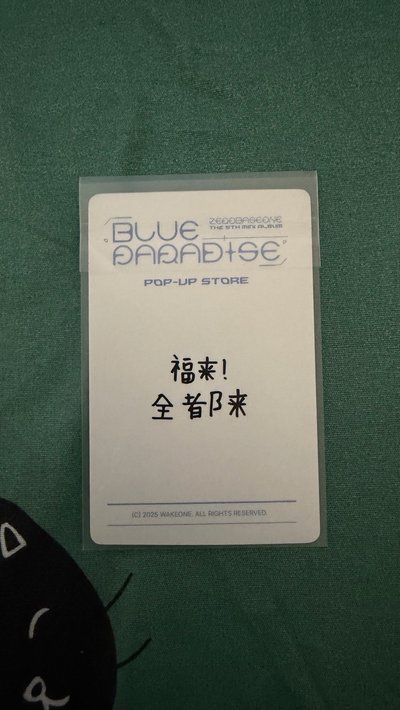 BLUE
PARADISE
ZEROBASEONE
THE 5TH MINI ALBUM
POP-UP STORE
福来!
全都来
(C) 2025 WAKEONE. ALL RIGHTS RESERVED.